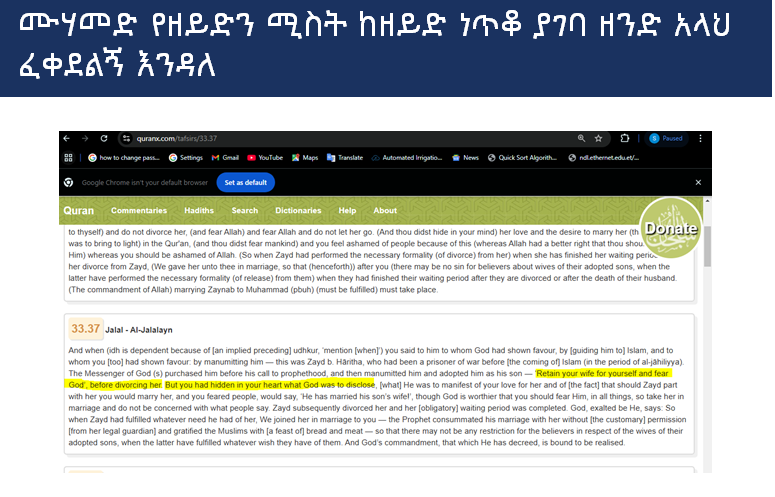 ሙሃመድ የዘይድን ሚስት ከዘይድ ነጥቆ ያገባ ዘንድ አላህ
ፈቀደልኝ እንዳለ
quranx.com/tafsirs/33.37
Paused
how to change pass...
Settings
Gmail
YouTube
Maps
Translate
Automated Irrigatio...
News
Quick Sort Algorith...
ndl.ethernet.edu.et/...
Google Chrome isn't your default browser
Set as default
Quran
Commentaries
Hadiths
Search
Dictionaries
Help
About
Donate
to thyself) and do not divorce her, (and fear Allah) and fear Allah and do not let her go. (And thou didst hide in your mind) her love and the desire to marry her (th
was to bring to light) in the Qur'an, (and thou didst fear mankind) and you feel ashamed of people because of this (whereas Allah had a better right that thou shou
Him) whereas you should be ashamed of Allah. (So when Zayd had performed the necessary formality (of divorce) from her) when she has finished her waiting
her divorce from Zayd, (We gave her unto thee in marriage, so that (henceforth)) after you (there may be no sin for believers about wives of their adopted sons, when the
latter have performed the necessary formality (of release) from them) when they had finished their waiting period after they are divorced or after the death of their husband.
(The commandment of Allah) marrying Zaynab to Muhammad (pbuh) (must be fulfilled) must take place.
33.37 Jalal - Al-Jalalayn
And when (idh is dependent because of [an implied preceding] udhkur, 'mention [when]') you said to him to whom God had shown favour, by [guiding him to] Islam, and to
whom you [too] had shown favour: by manumitting him — this was Zayd b. Hāritha, who had been a prisoner of war before [the coming of] Islam (in the period of al-jāhiliyya).
The Messenger of God (s) purchased him before his call to prophethood, and then manumitted him and adopted him as his son — 'Retain your wife for yourself and fear
God', before divorcing her. But you had hidden in your heart what God was to disclose, [what] He was to manifest of your love for her and of [the fact] that should Zayd part
with her you would marry her, and you feared people, would say, 'He has married his son's wife!', though God is worthier that you should fear Him, in all things, so take her in
marriage and do not be concerned with what people say. Zayd subsequently divorced her and her [obligatory] waiting period was completed. God, exalted be He, says: So
when Zayd had fulfilled whatever need he had of her, We joined her in marriage to you — the Prophet consummated his marriage with her without [the customary] permission
[from her legal guardian] and gratified the Muslims with [a feast of] bread and meat — so that there may not be any restriction for the believers in respect of the wives of their
adopted sons, when the latter have fulfilled whatever wish they have of them. And God's commandment, that which He has decreed, is bound to be realised.